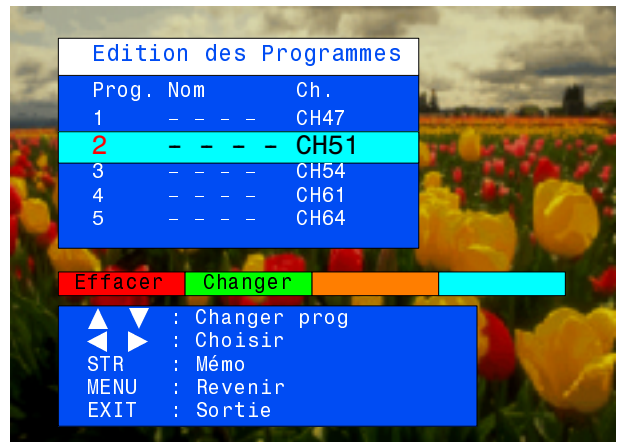 Edition des Programmes
Prog. Nom Ch.
1 – – – – CH47
2 – – – – CH51
3 – – – – CH54
4 – – – – CH61
5 – – – – CH64
Effacer Changer
▲ ▼ : Changer prog
◀ ▶ : Choisir
STR : Mémo
MENU : Revenir
EXIT : Sortie